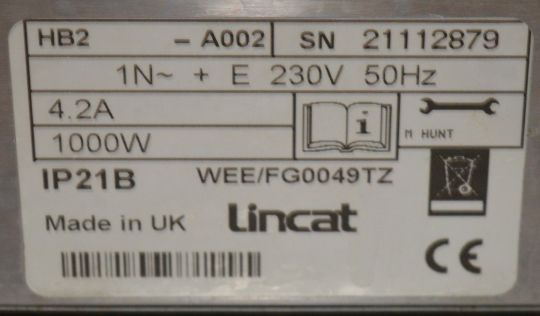 HB2 – A002 SN 21112879
1N~ + E 230V 50Hz
4.2A
1000W
i
M HUNT
IP21B WEE/FG0049TZ
Made in UK Lincat
CE